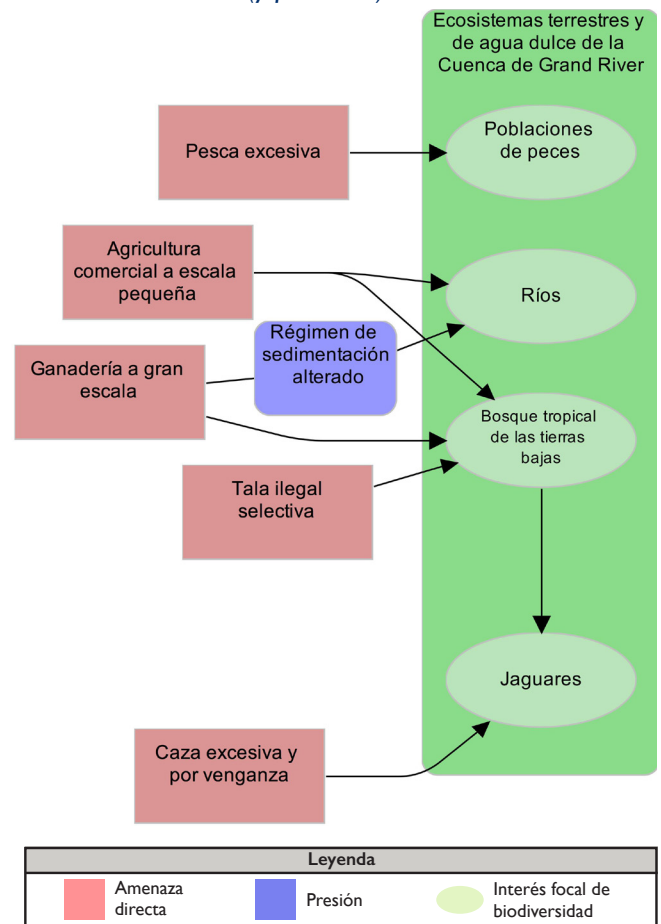 Ecosistemas terrestres y
de agua dulce de la
Cuenca de Grand River
Pesca excesiva
Poblaciones
de peces
Agricultura
comercial a escala
pequeña
Ríos
Régimen de
sedimentación
alterado
Ganadería a gran
escala
Bosque tropical
de las tierras
bajas
Tala ilegal
selectiva
Jaguares
Caza excesiva y
por venganza
Leyenda
Amenaza
directa
Presión
Interés focal de
biodiversidad